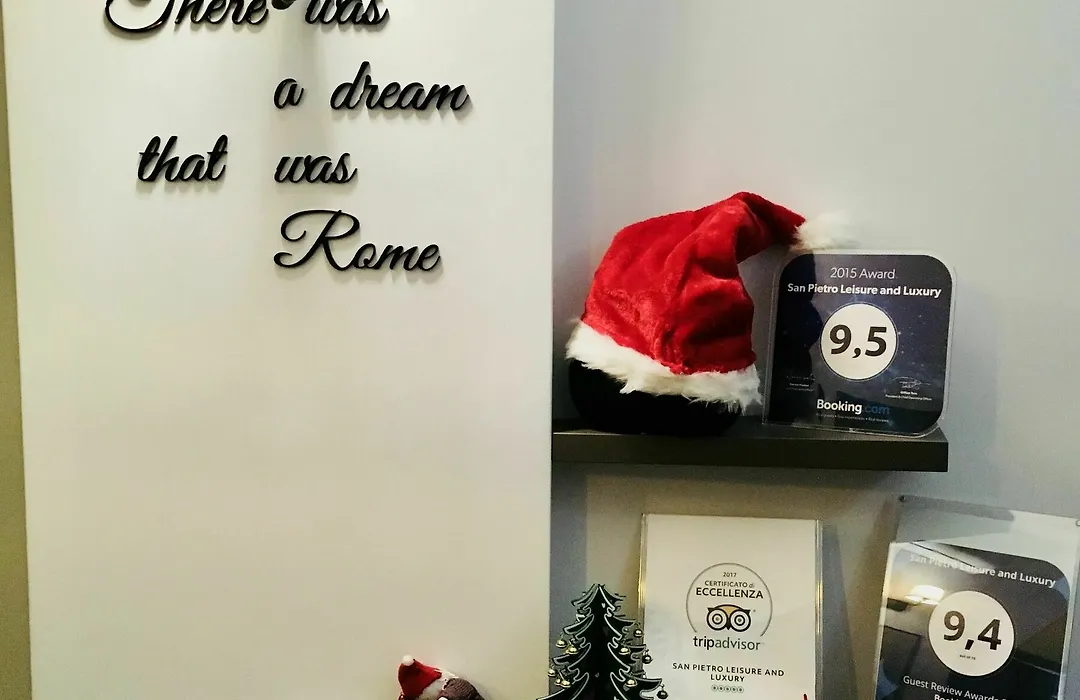 There was
a dream
that was
Rome
2015 Award
San Pietro Leisure and Luxury
9,5
Booking.com
2017
CERTIFICATO di
ECCELLENZA
tripadvisor
SAN PIETRO LEISURE AND
LUXURY
San Pietro Leisure and Luxury
9,4
Guest Review Awards